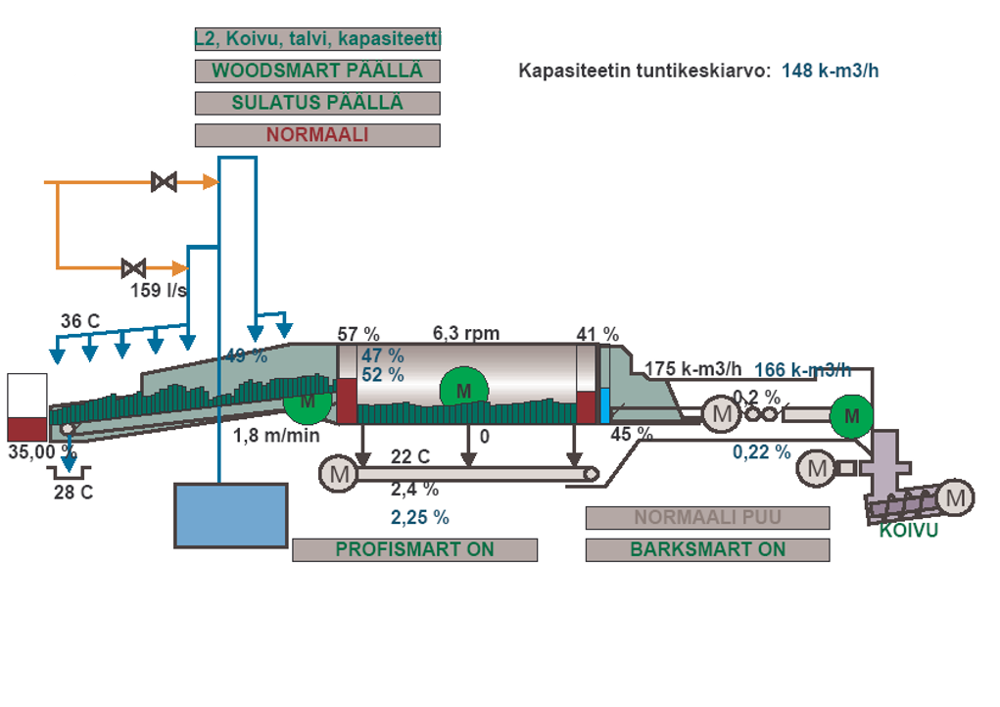 L2, Koivu, talvi, kapasiteetti
WOODSMART PÄÄLLÄ
Kapasiteetin tuntikeskiarvo: 148 k-m3/h
SULATUS PÄÄLLÄ
NORMAALI
159 l/s
36 C
57 %
6,3 rpm
41 %
49 %
47 %
52 %
175 k-m3/h
166 k-m3/h
M
M
0,2 %
M
M
1,8 m/min
0
45 %
35,00 %
22 C
0,22 %
M
M
28 C
2,4 %
M
2,25 %
NORMAALI PUU
KOIVU
PROFISMART ON
BARKSMART ON